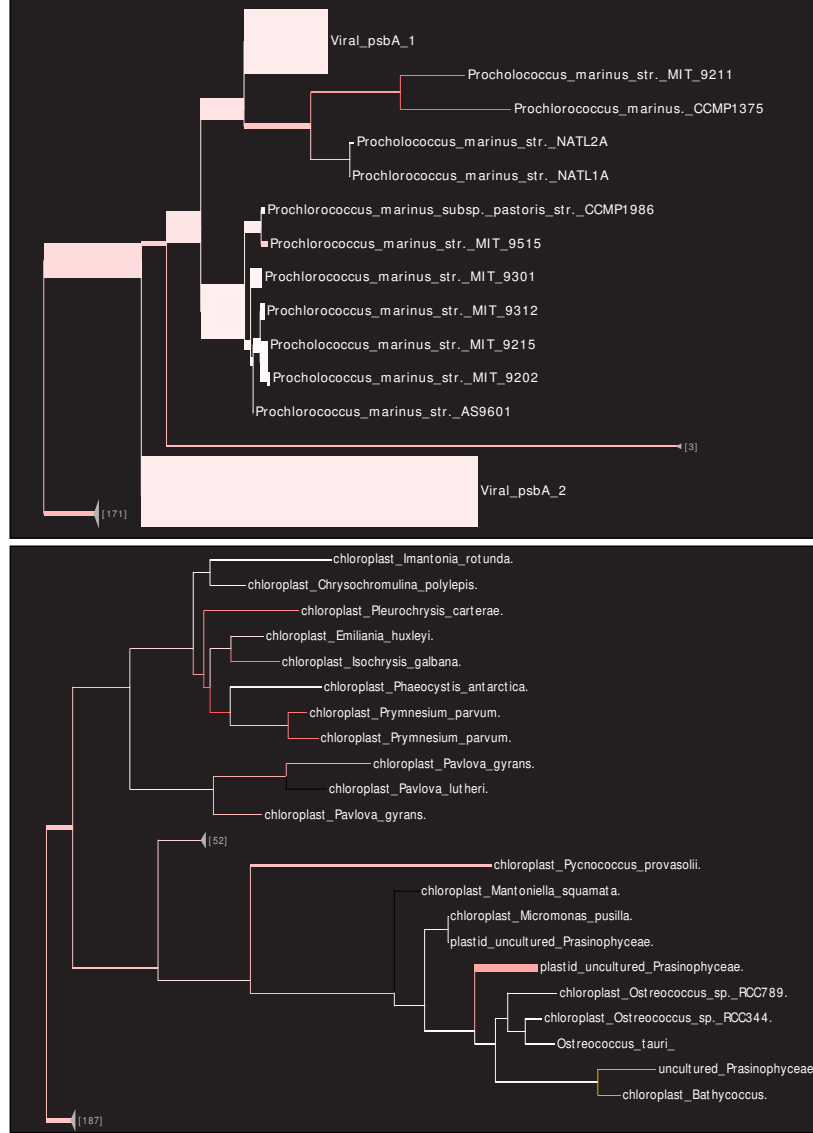 Viral_psbA_1
Procholococcus_marinus_str._MIT_9211
Prochlorococcus_marinus._CCMP1375
Procholococcus_marinus_str._NATL2A
Prochlorococcus_marinus_str._NATL1A
Prochlorococcus_marinus_subsp._pastoris_str._CCMP1986
Prochlorococcus_marinus_str._MIT_9515
Prochlorococcus_marinus_str._MIT_9301
Procholococcus_marinus_str._MIT_9312
Procholococcus_marinus_str._MIT_9215
Procholococcus_marinus_str._MIT_9202
Prochlorococcus_marinus_str._AS9601
[3]
Viral_psbA_2
[171]
chloroplast_Imantonia_rotunda.
chloroplast_Chrysochromulina_polylepis.
chloroplast_Pleurochrysis_carterae.
chloroplast_Emiliania_huxleyi.
chloroplast_Isochrysis_galbana.
chloroplast_Phaeocystis_antarctica.
chloroplast_Prymnesium_parvum.
chloroplast_Prymnesium_parvum.
chloroplast_Pavlova_gyrans.
chloroplast_Pavlova_lutheri.
chloroplast_Pavlova_gyrans.
[52]
chloroplast_Pycnococcus_provasolii.
chloroplast_Mantoniella_squamata.
chloroplast_Micromonas_pusilla.
plastid_uncultured_Prasinophyceae.
plastid_uncultured_Prasinophyceae.
chloroplast_Ostreococcus_sp._RCC789.
chloroplast_Ostreococcus_sp._RCC344.
Ostreococcus_tauri_
uncultured_Prasinophyceae
chloroplast_Bathycoccus.
[187]